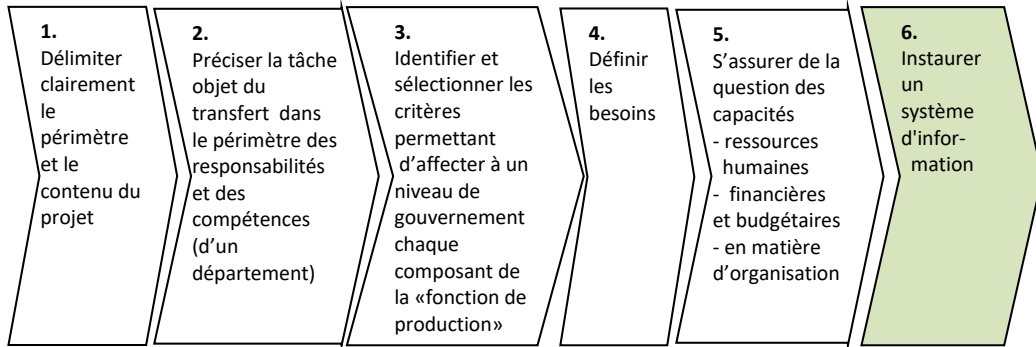 1.
Délimiter
clairement
le
périmètre
et le
contenu du
projet
2.
Préciser la tâche
objet du
transfert dans
le périmètre des
responsabilités
et des
compétences
(d'un
département)
3.
Identifier et
sélectionner les
critères
permettant
d'affecter à un
niveau de
gouvernement
chaque
composant de
la «fonction de
production»
4.
Définir
les
besoins
5.
S'assurer de la
question des
capacités
- ressources
humaines
- financières
et budgétaires
- en matière
d'organisation
6.
Instaurer
un
système
d'infor-
mation